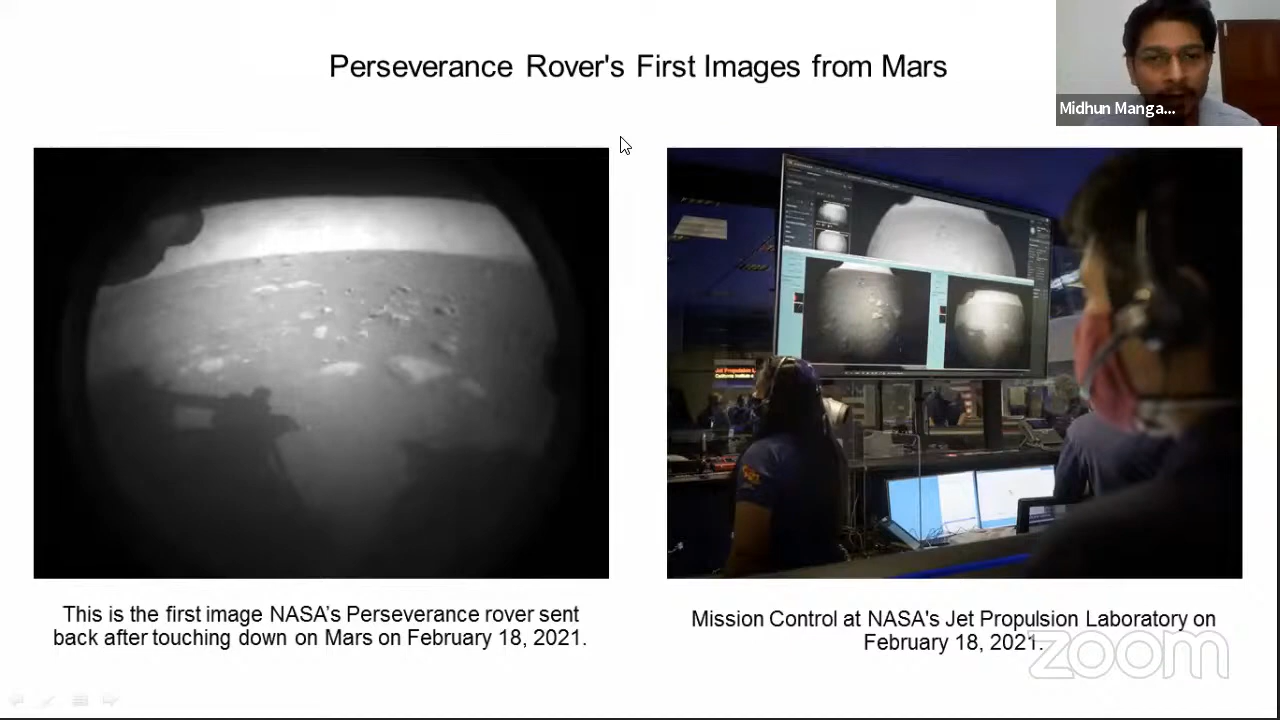 Perseverance Rover's First Images from Mars
Midhun Manga...
Jet Propulsion L
This is the first image NASA’s Perseverance rover sent
back after touching down on Mars on February 18, 2021.
Mission Control at NASA's Jet Propulsion Laboratory on
February 18, 2021.
zoom